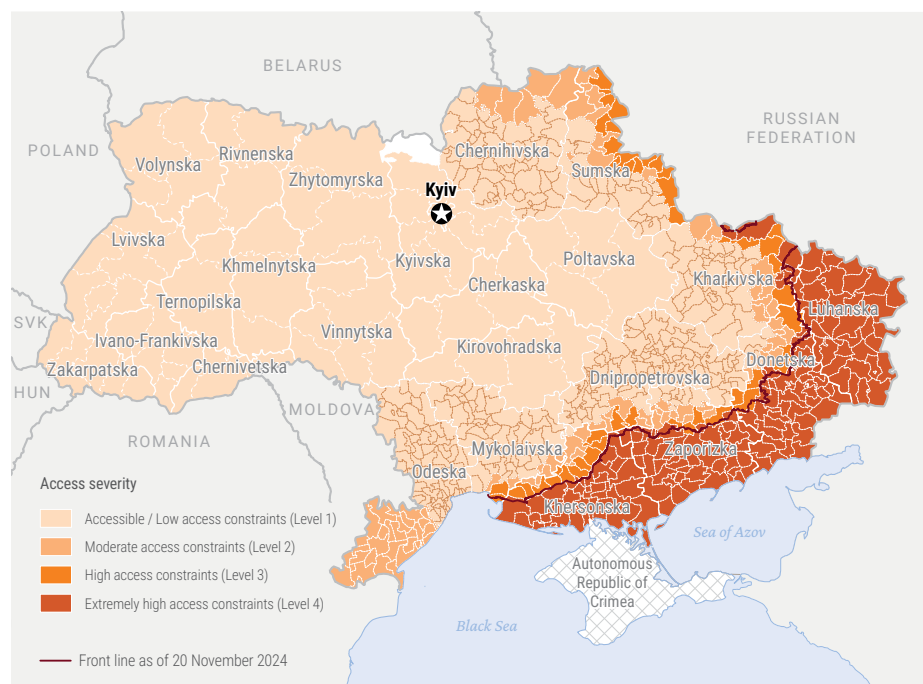 BELARUS
RUSSIAN
FEDERATION
POLAND
Volynska
Rivnenska
Zhytomyrska
Chernihivska
Sumska
Kyiv
Lvivska
Khmelnytska
Kyivska
Poltavska
Cherkaska
Kharkivska
Ternopilska
Luhanska
SVK
Ivano-Frankivska
Vinnytska
Kirovohradska
Donetska
Zakarpatska
Chernivetska
Dnipropetrovska
HUN
MOLDOVA
ROMANIA
Mykolaivska
Zaporizka
Odeska
Khersonska
Sea of Azov
Autonomous
Republic of
Crimea
Black Sea
Access severity
Accessible / Low access constraints (Level 1)
Moderate access constraints (Level 2)
High access constraints (Level 3)
Extremely high access constraints (Level 4)
Front line as of 20 November 2024